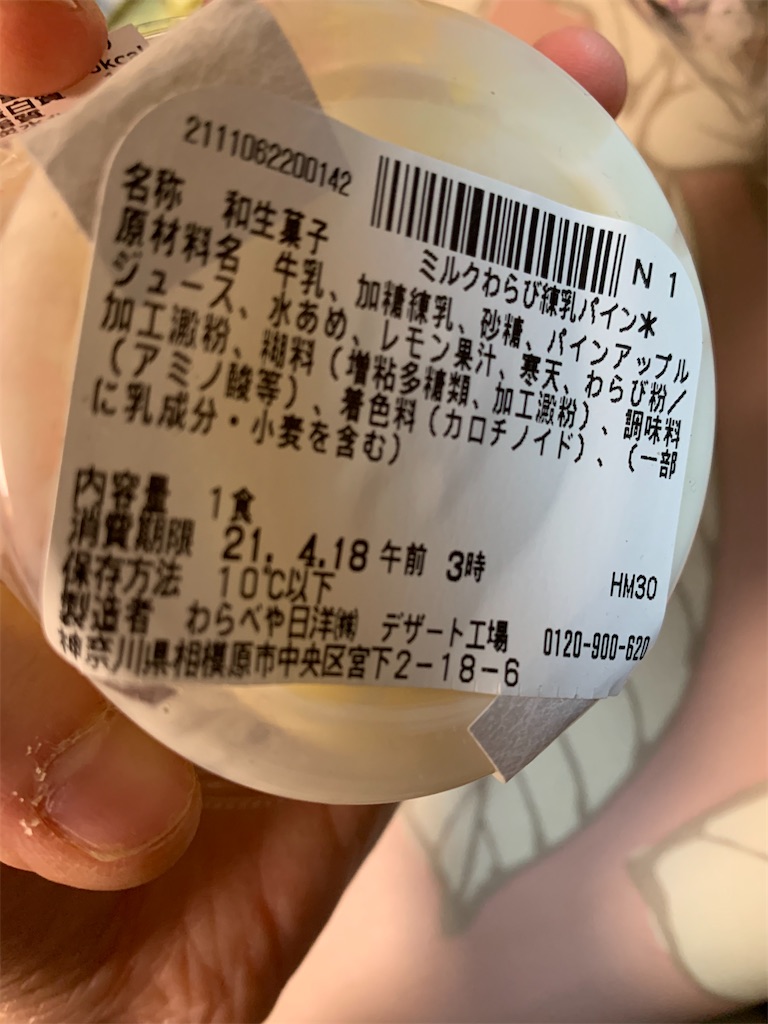 2111062200142
N 1
名称 和生菓子 ミルクわらび練乳パイン*
原材料名 牛乳、加糖練乳、砂糖、パインアップル
ジュース、水あめ、レモン果汁、寒天、わらび粉/
加工澱粉、糊料(増粘多糖類、加工澱粉)、調味料
(アミノ酸等)、着色料(カロチノイド)、(一部
に乳成分・小麦を含む)
内容量 1食
消費期限 21. 4.18 午前 3時
保存方法 10℃以下 HM30
製造者 わらべや日洋㈱ デザート工場 0120-900-620
神奈川県相模原市中央区宮下2-18-6